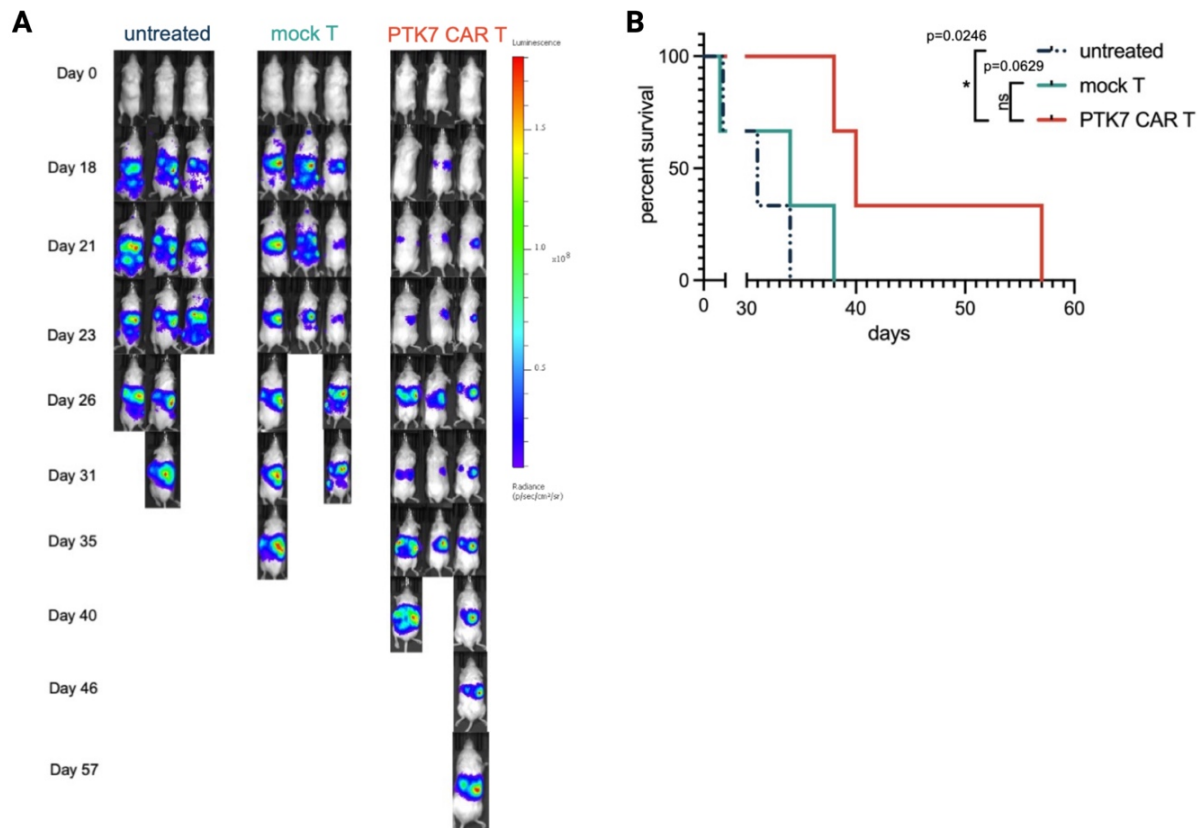 A
untreated
mock T
PTK7 CAR T
Day 0
Day 18
Day 21
Day 23
Day 26
Day 31
Day 35
Day 40
Day 46
Day 57
Luminescence
1.5
1.0
x10⁸
0.5
Radiance
(p/sec/cm²/sr)
B
p=0.0246
p=0.0629
*
ns
untreated
mock T
PTK7 CAR T
percent survival
100
50
0
0 30 40 50 60
days